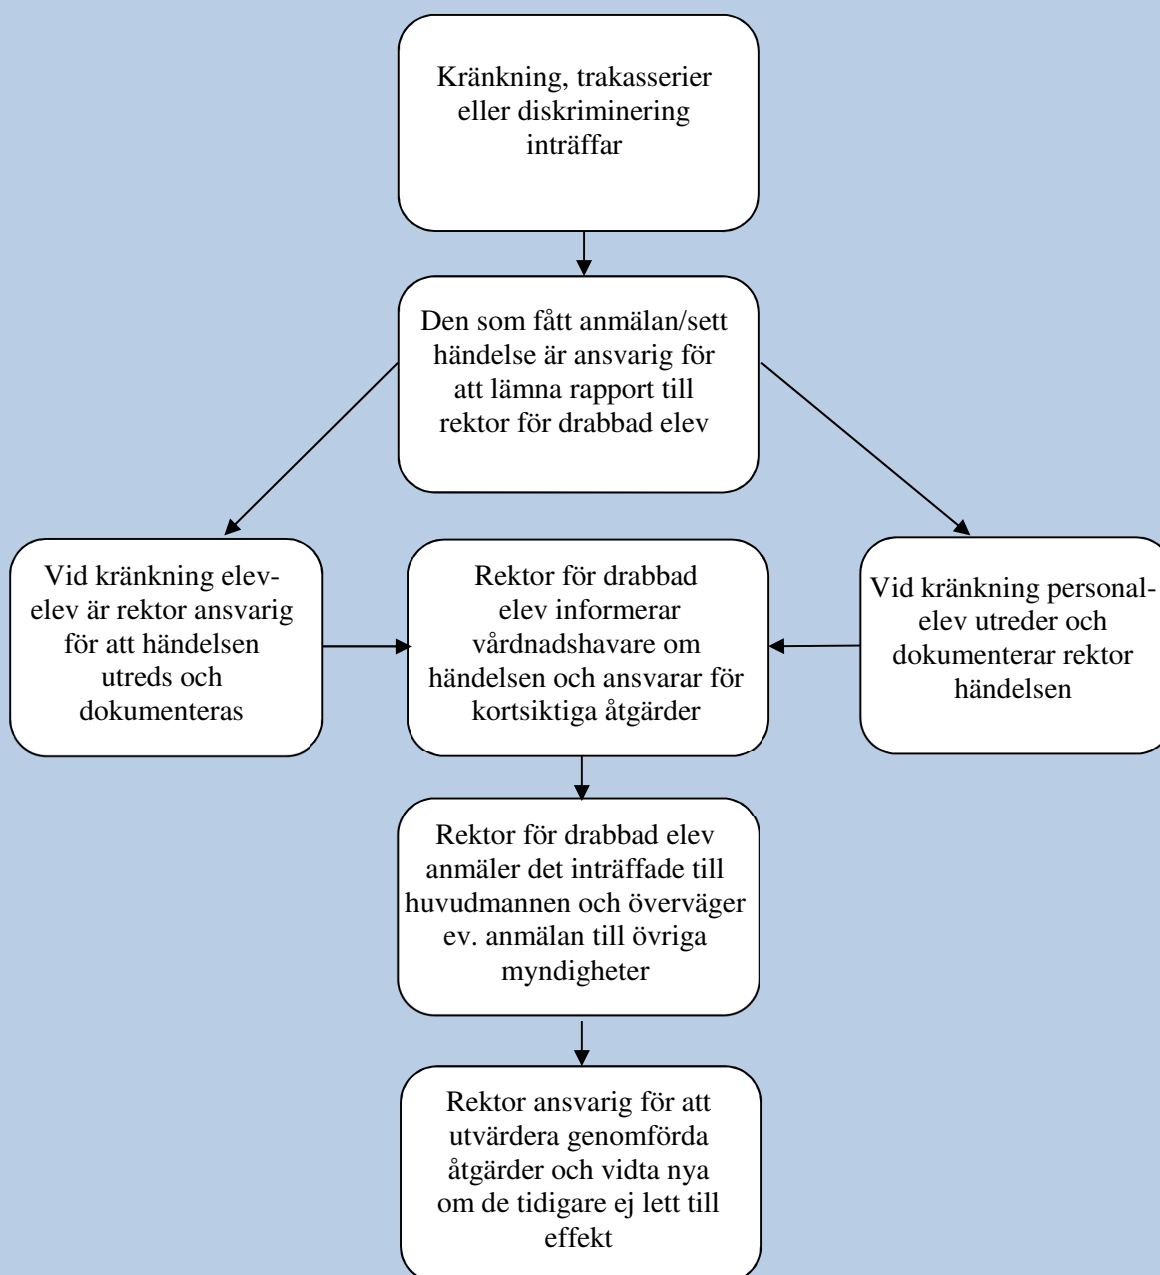 Kränkning, trakasserier
eller diskriminering
inträffar
Den som fått anmälan/sett
händelse är ansvarig för
att lämna rapport till
rektor för drabbad elev
Vid kränkning elev-
elev är rektor ansvarig
för att händelsen
utreds och
dokumenteras
Rektor för drabbad
elev informerar
vårdnadshavare om
händelsen och ansvarar för
kortsiktiga åtgärder
Vid kränkning personal-
elev utreder och
dokumenterar rektor
händelsen
Rektor för drabbad elev
anmäler det inträffade till
huvudmannen och överväger
ev. anmälan till övriga
myndigheter
Rektor ansvarig för att
utvärdera genomförda
åtgärder och vidta nya
om de tidigare ej lett till
effekt